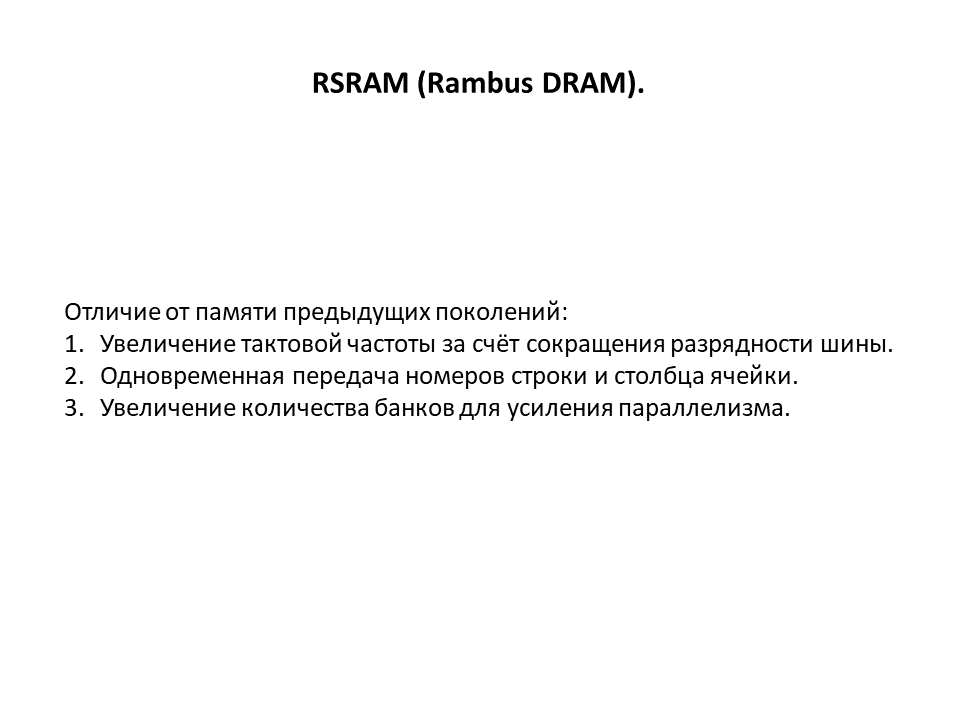 RSRAM (Rambus DRAM).
Отличие от памяти предыдущих поколений:
1. Увеличение тактовой частоты за счёт сокращения разрядности шины.
2. Одновременная передача номеров строки и столбца ячейки.
3. Увеличение количества банков для усиления параллелизма.